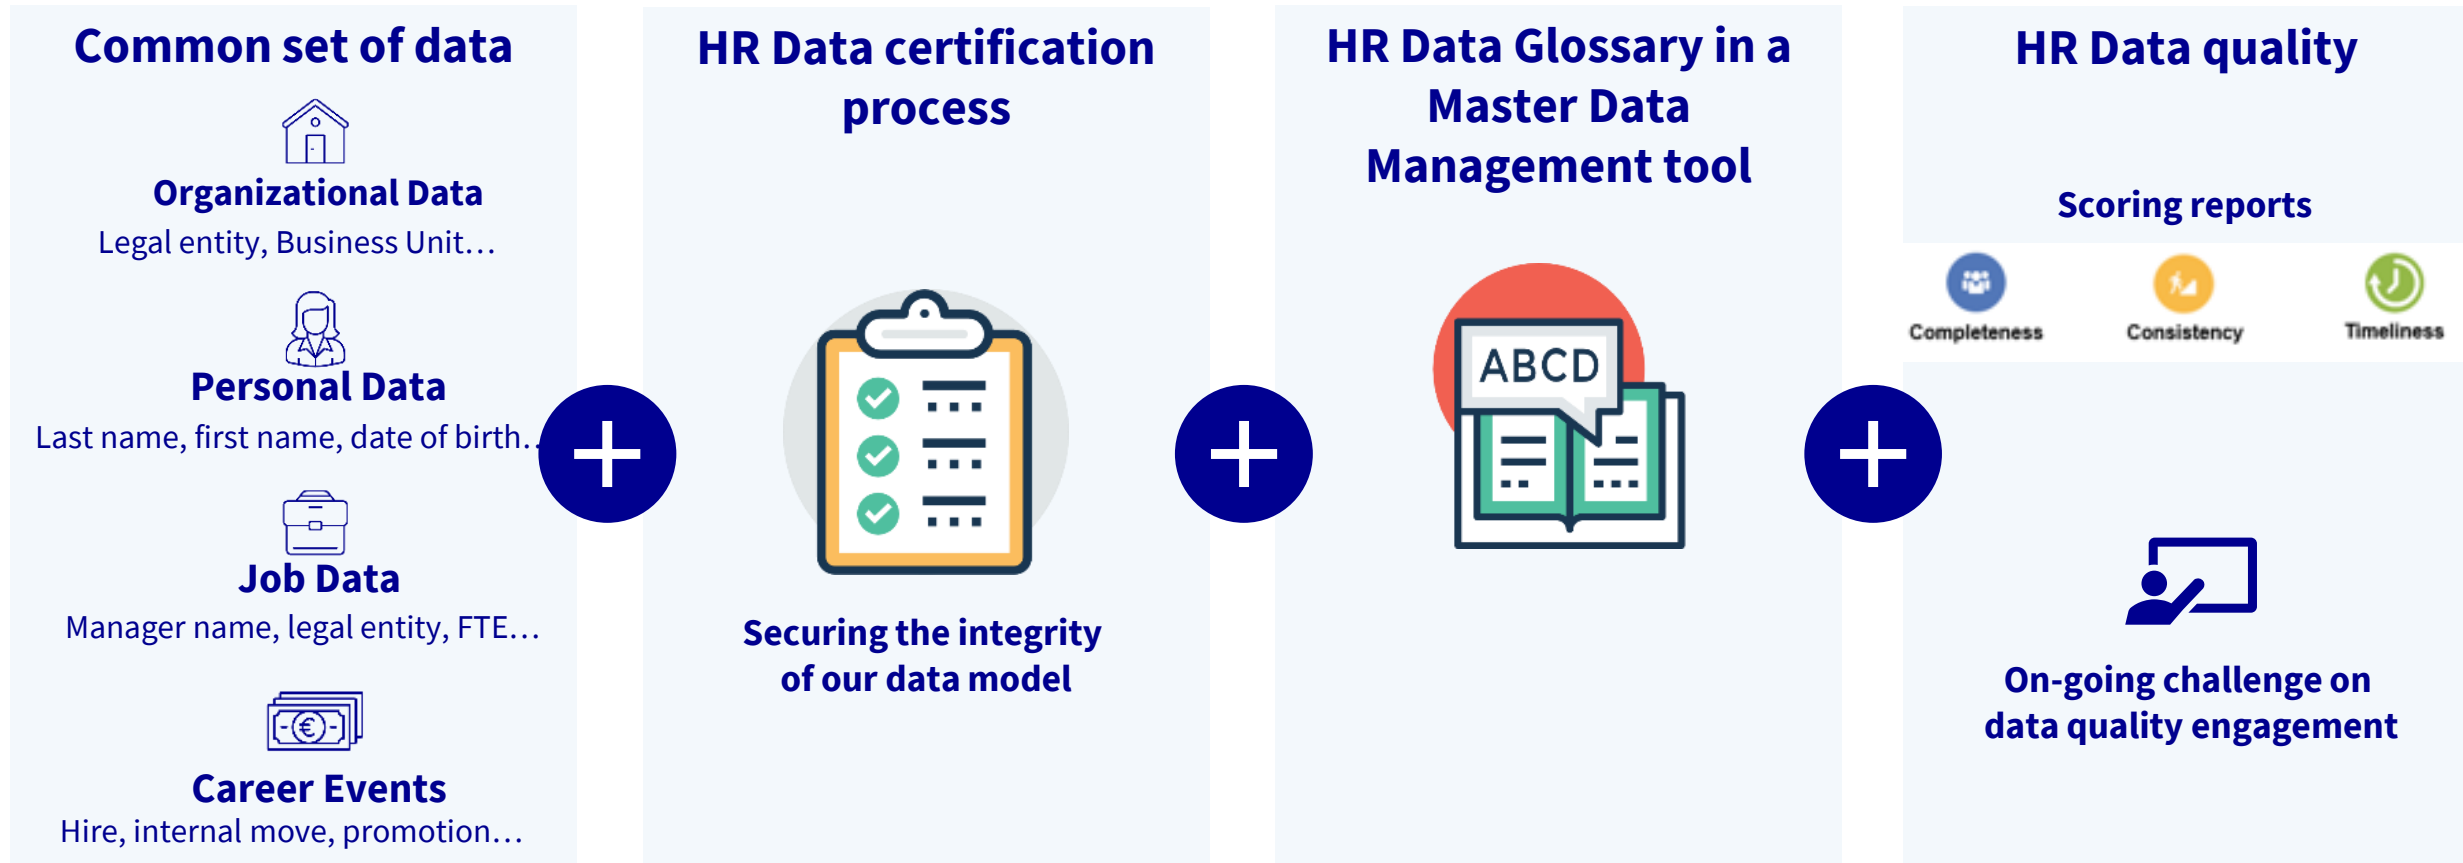 Common set of data
Organizational Data
Legal entity, Business Unit…
Personal Data
Last name, first name, date of birth…
Job Data
Manager name, legal entity, FTE…
Career Events
Hire, internal move, promotion…
HR Data certification
process
Securing the integrity
of our data model
HR Data Glossary in a
Master Data
Management tool
ABCD
HR Data quality
Scoring reports
Completeness
Consistency
Timeliness
On-going challenge on
data quality engagement